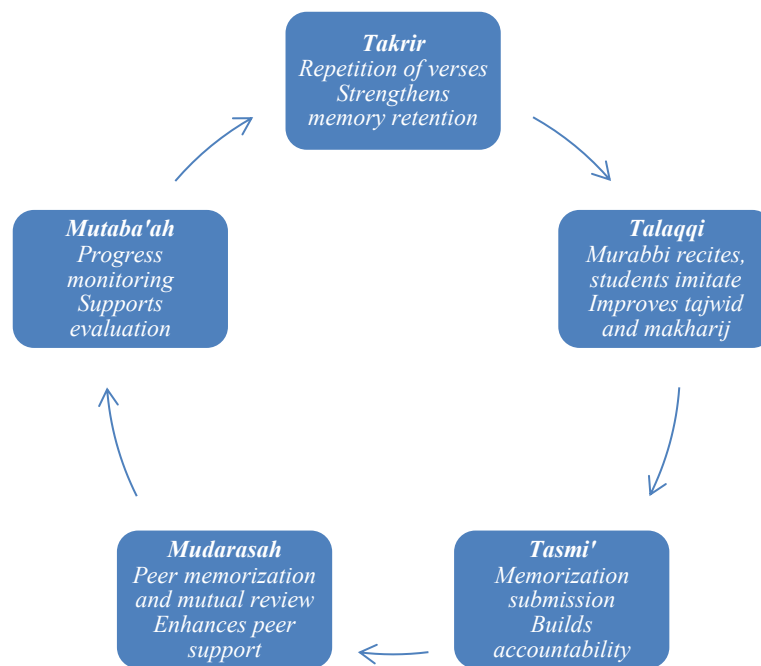 Takrir
Repetition of verses
Strengthens
memory retention
Talaqqi
Murabbi recites,
students imitate
Improves tajwid
and makharij
Tasmi'
Memorization
submission
Builds
accountability
Mudarasah
Peer memorization
and mutual review
Enhances peer
support
Mutaba'ah
Progress
monitoring
Supports
evaluation